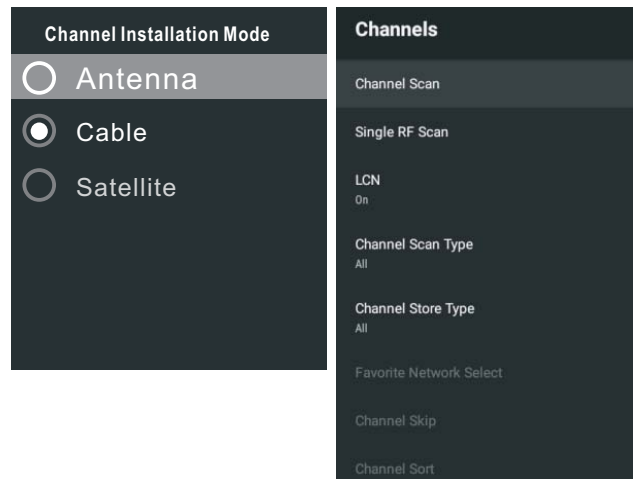 Channel Installation Mode
Antenna
Cable
Satellite
Channels
Channel Scan
Single RF Scan
LCN
On
Channel Scan Type
All
Channel Store Type
All
Favorite Network Select
Channel Skip
Channel Sort